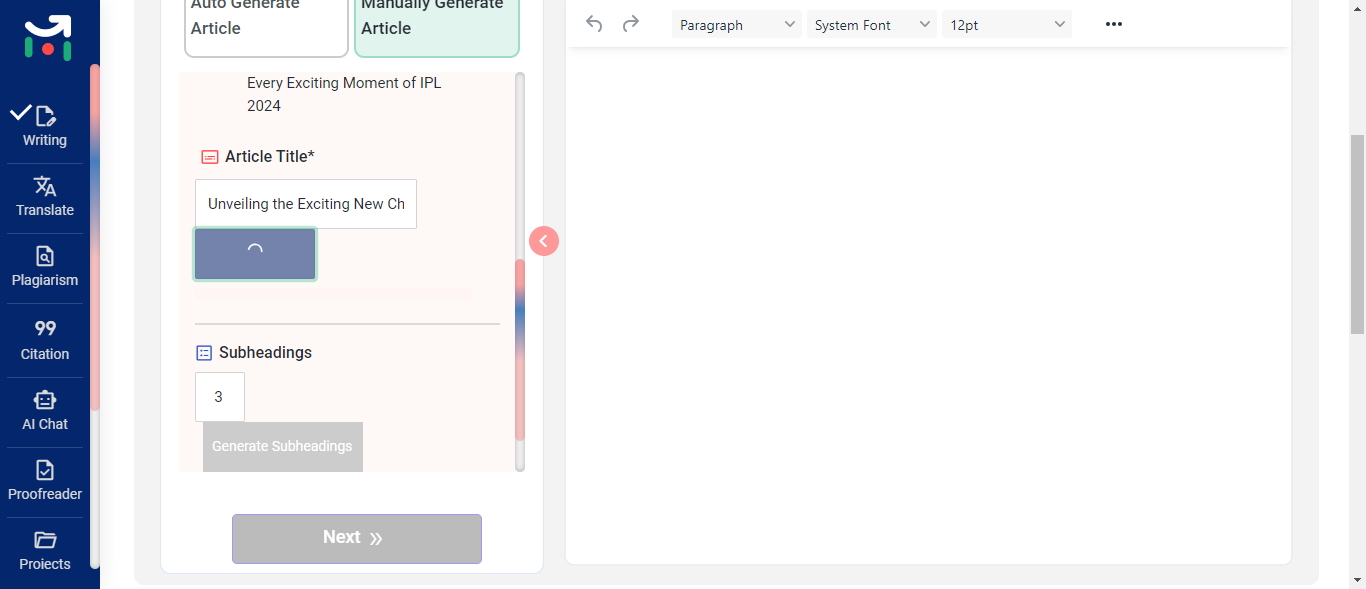 Auto Generate
Article
Manually Generate
Article
Paragraph
System Font
12pt
Every Exciting Moment of IPL
2024
Article Title*
Unveiling the Exciting New Ch
Subheadings
3
Generate Subheadings
Next
Writing
Translate
Plagiarism
Citation
AI Chat
Proofreader
Projects